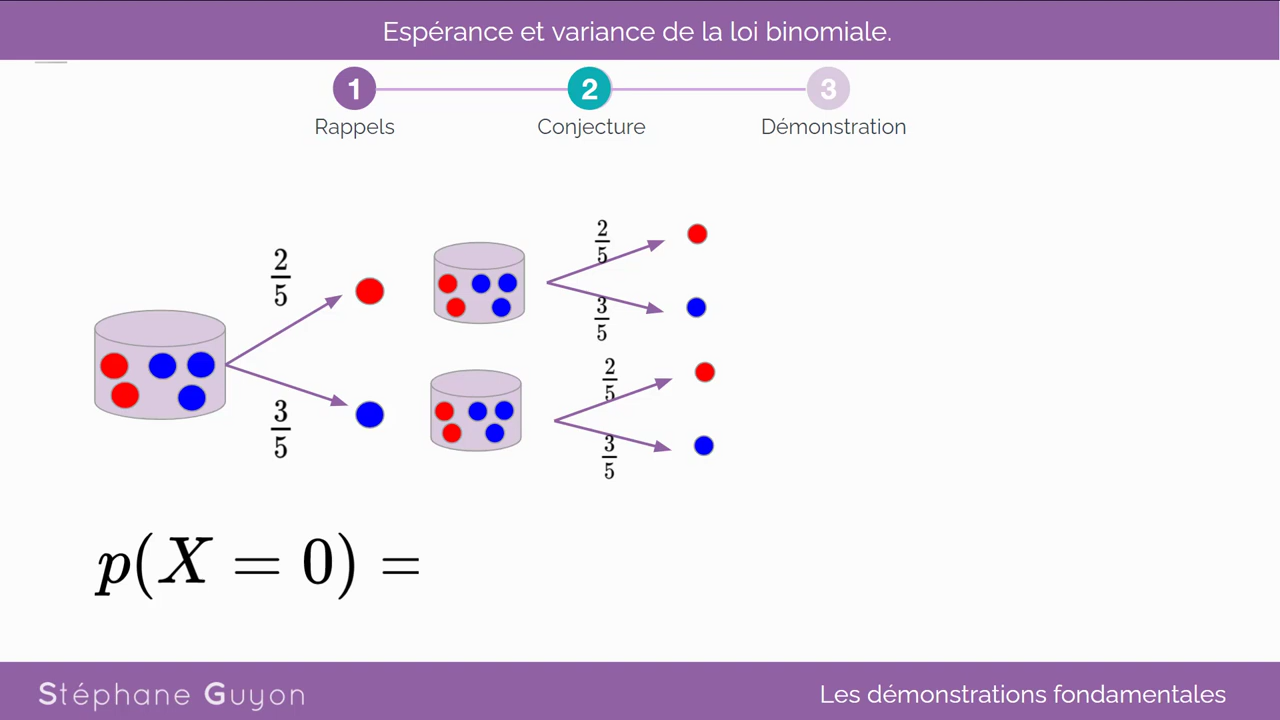 Espérance et variance de la loi binomiale.
1 2 3
Rappels Conjecture Démonstration
2/5
3/5
2/5
3/5
2/5
3/5
p(X = 0) =
Stéphane Guyon
Les démonstrations fondamentales